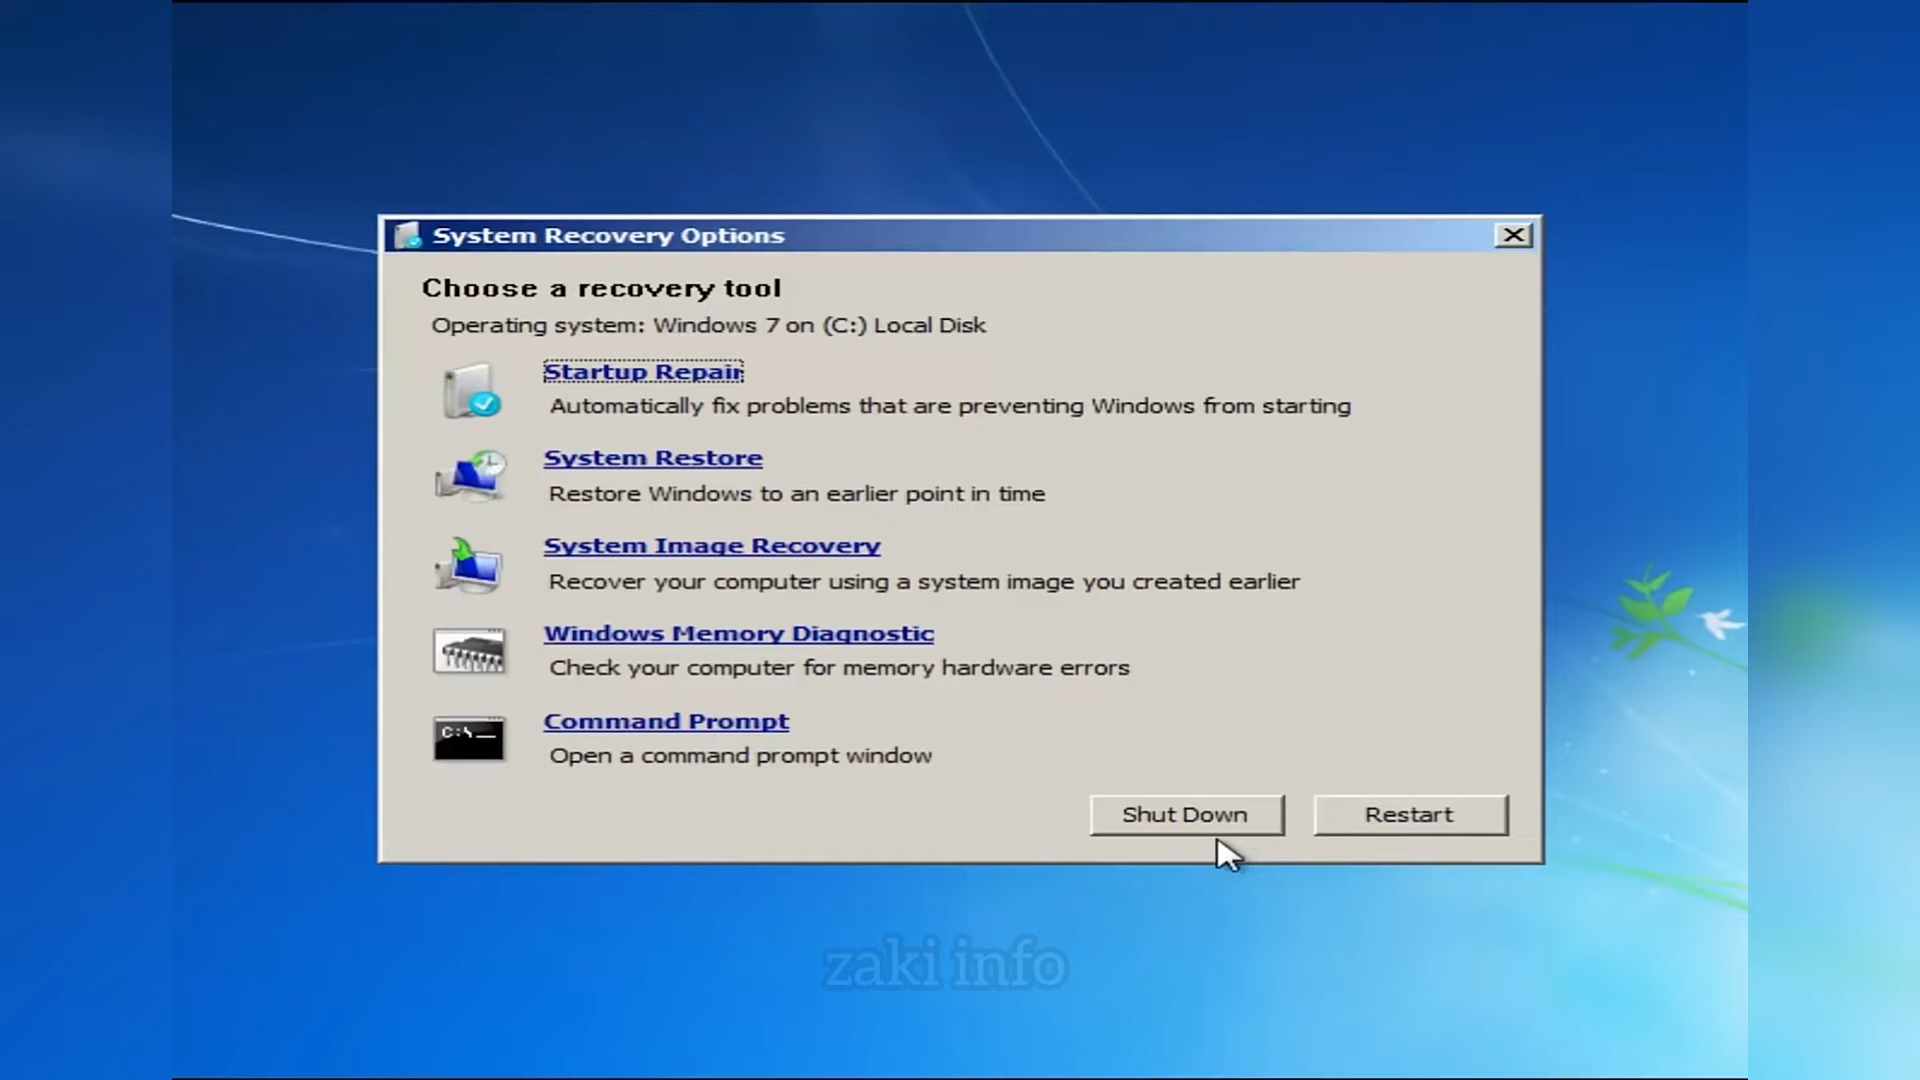 System Recovery Options
Choose a recovery tool
Operating system: Windows 7 on (C:) Local Disk
Startup Repair
Automatically fix problems that are preventing Windows from starting
System Restore
Restore Windows to an earlier point in time
System Image Recovery
Recover your computer using a system image you created earlier
Windows Memory Diagnostic
Check your computer for memory hardware errors
C:\_
Command Prompt
Open a command prompt window
Shut Down
Restart
zaki info